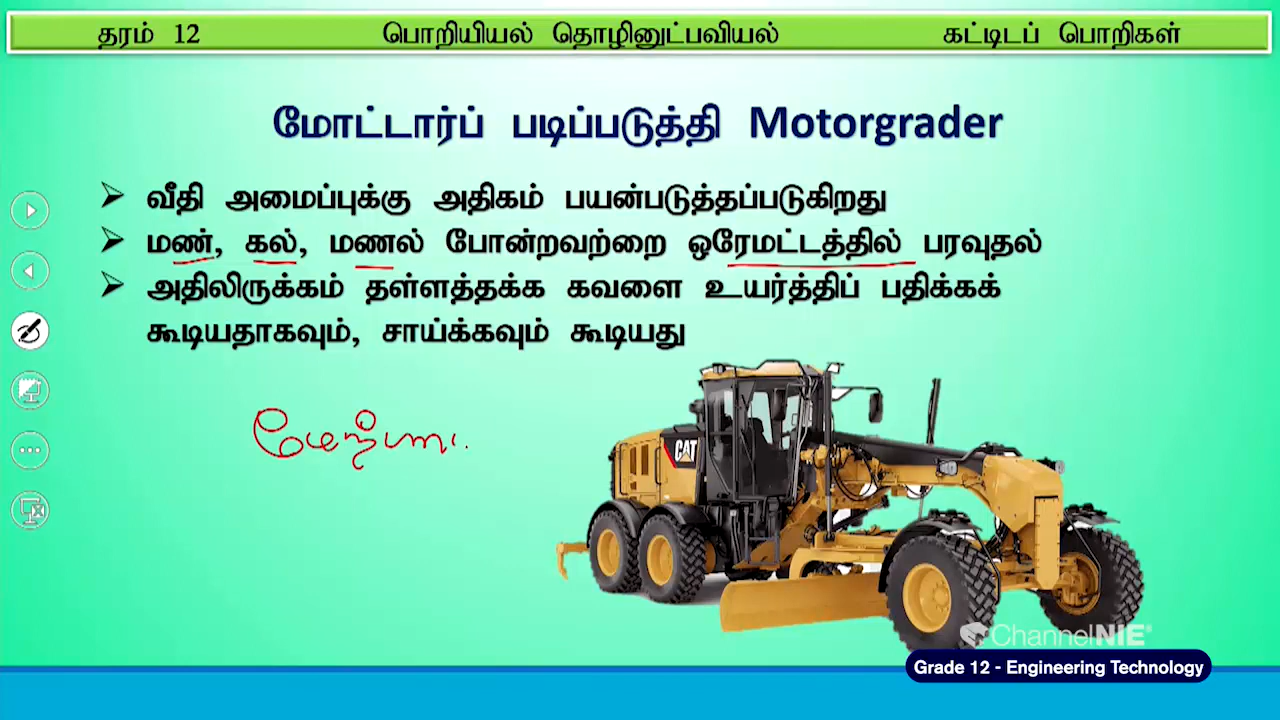 தரம் 12 பொறியியல் தொழினுட்பவியல் கட்டிடப் பொறிகள்
மோட்டார்ப் படிப்படுத்தி Motorgrader
வீதி அமைப்புக்கு அதிகம் பயன்படுத்தப்படுகிறது
மண், கல், மணல் போன்றவற்றை ஒரேமட்டத்தில் பரவுதல்
அதிலிருக்கம் தள்ளத்தக்க கவளை உயர்த்திப் பதிக்கக்
கூடியதாகவும், சாய்க்கவும் கூடியது
CAT
ChannelNIE
Grade 12 - Engineering Technology